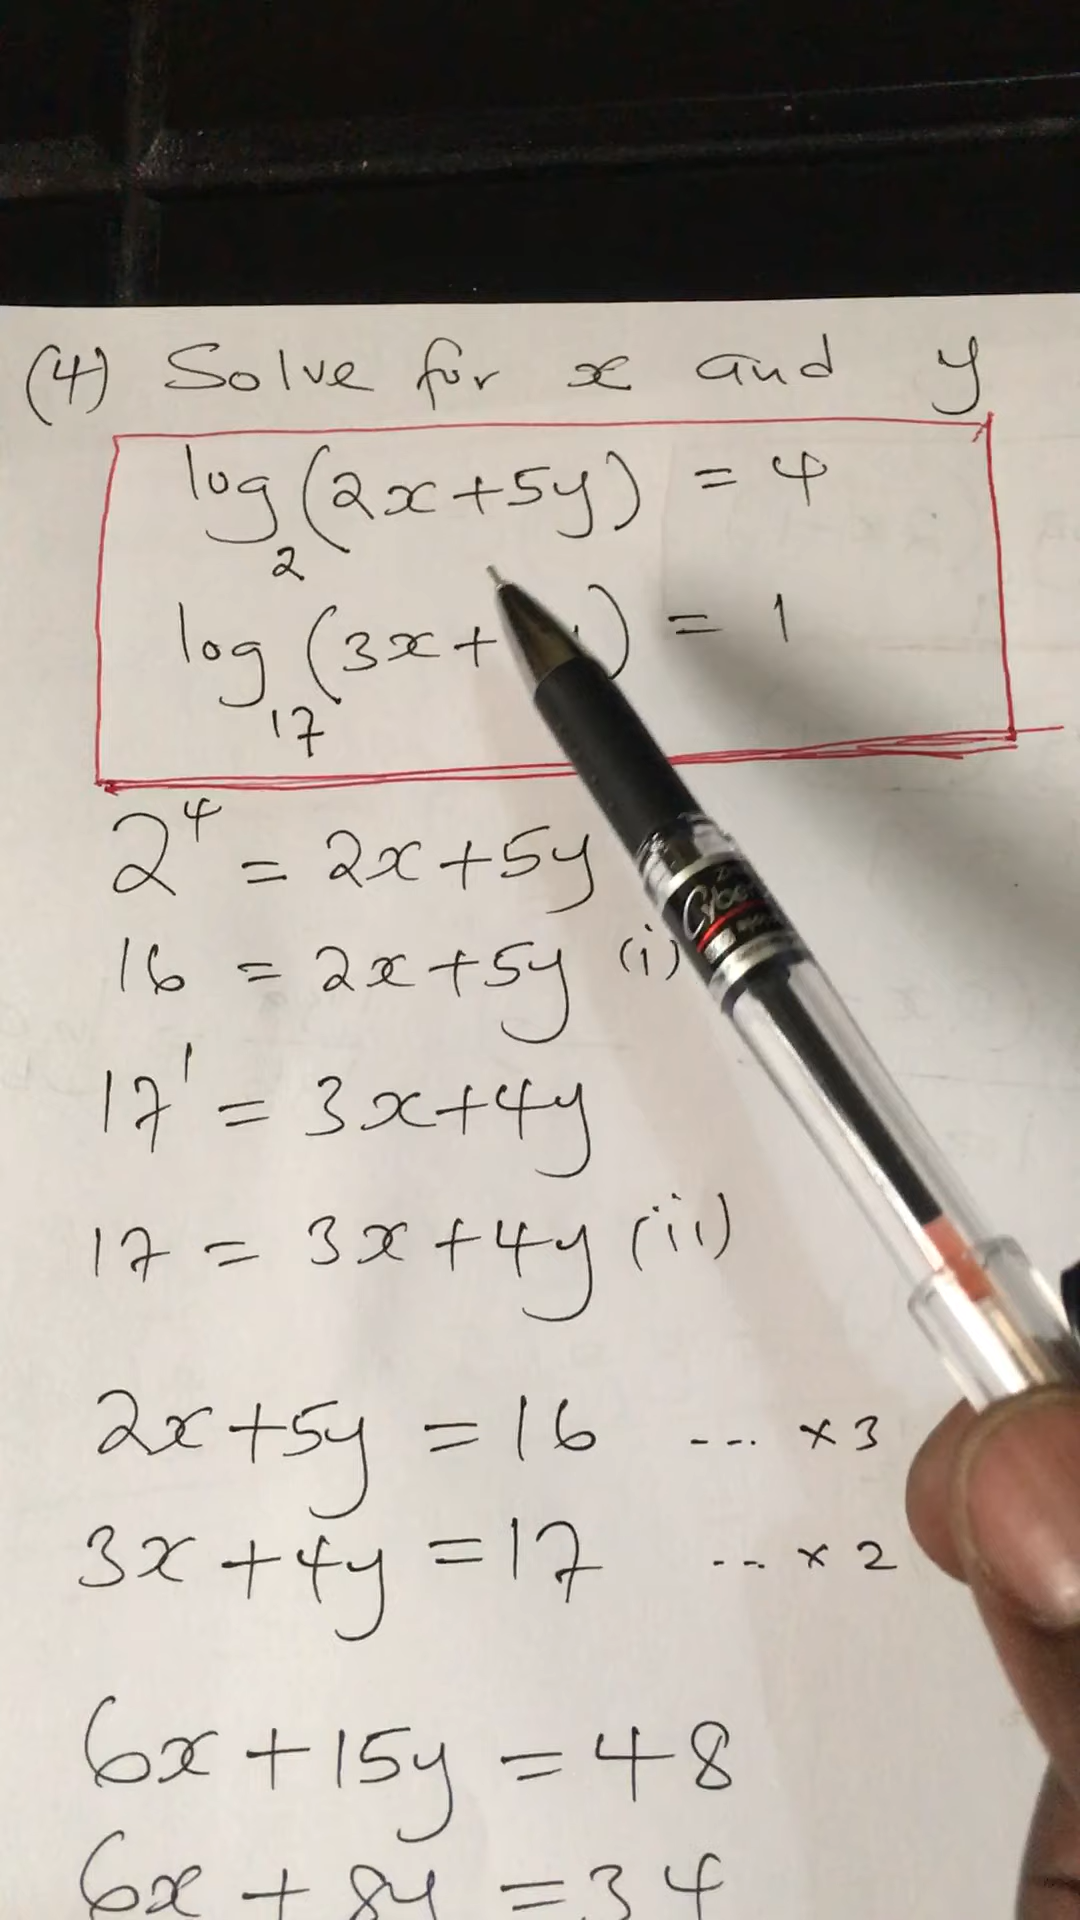 (4) Solve for x and y
log₂(2x+5y) = 4
log₁₇(3x+ ) = 1
2⁴ = 2x+5y
16 = 2x+5y (i)
17¹ = 3x+4y
17 = 3x+4y (ii)
2x+5y = 16 --- ×3
3x+4y = 17 --- ×2
6x+15y = 48
6x+8y = 34